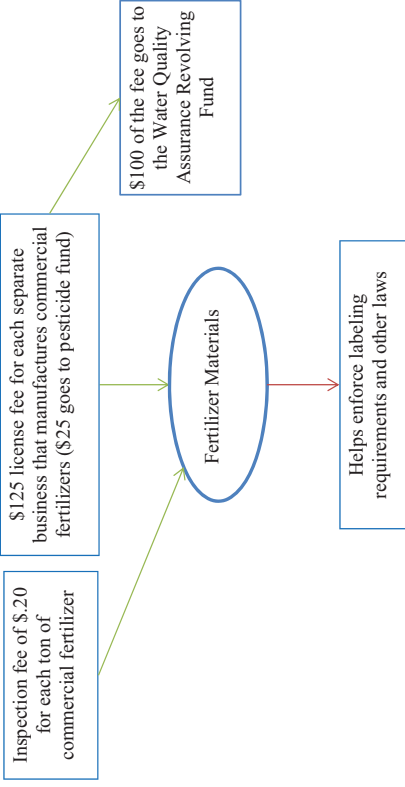 Inspection fee of $.20
for each ton of
commercial fertilizer
$125 license fee for each separate
business that manufactures commercial
fertilizers ($25 goes to pesticide fund)
$100 of the fee goes to
the Water Quality
Assurance Revolving
Fund
Fertilizer Materials
Helps enforce labeling
requirements and other laws